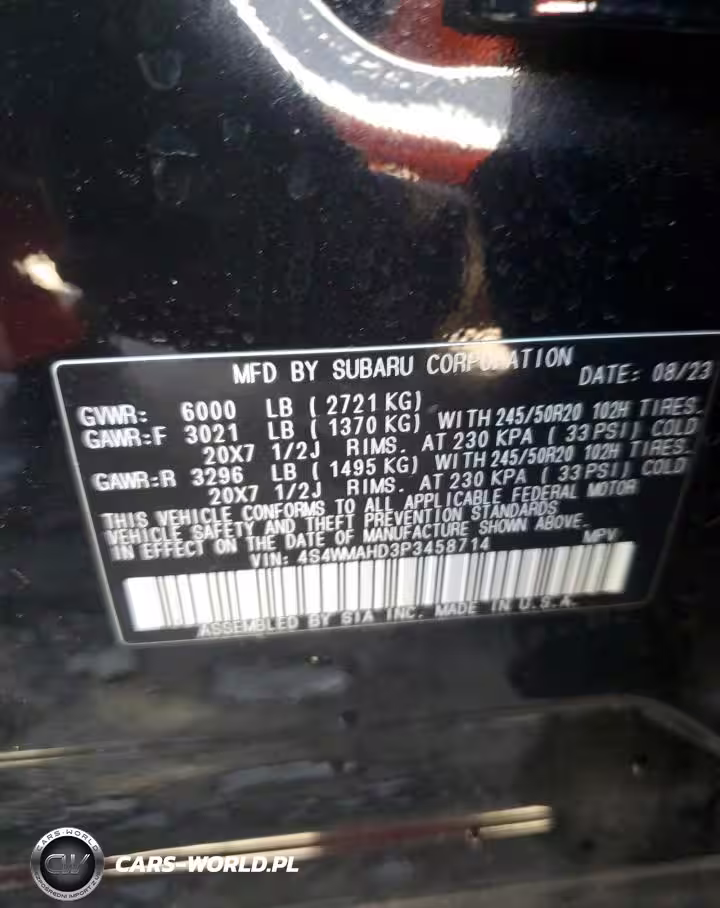 MFD BY SUBARU CORPORATION DATE: 08/23
GVWR: 6000 LB ( 2721 KG)
GAWR:F 3021 LB ( 1370 KG) WITH 245/50R20 102H TIRES.
20X7 1/2J RIMS. AT 230 KPA ( 33 PSI) COLD
GAWR:R 3296 LB ( 1495 KG) WITH 245/50R20 102H TIRES.
20X7 1/2J RIMS. AT 230 KPA ( 33 PSI) COLD
THIS VEHICLE CONFORMS TO ALL APPLICABLE FEDERAL MOTOR
VEHICLE SAFETY AND THEFT PREVENTION STANDARDS
IN EFFECT ON THE DATE OF MANUFACTURE SHOWN ABOVE.
VIN: 4S4WMAHD3P3458714 MPV
ASSEMBLED BY SIA INC. MADE IN U.S.A.
CARS-WORLD
CW
CARS-WORLD.PL